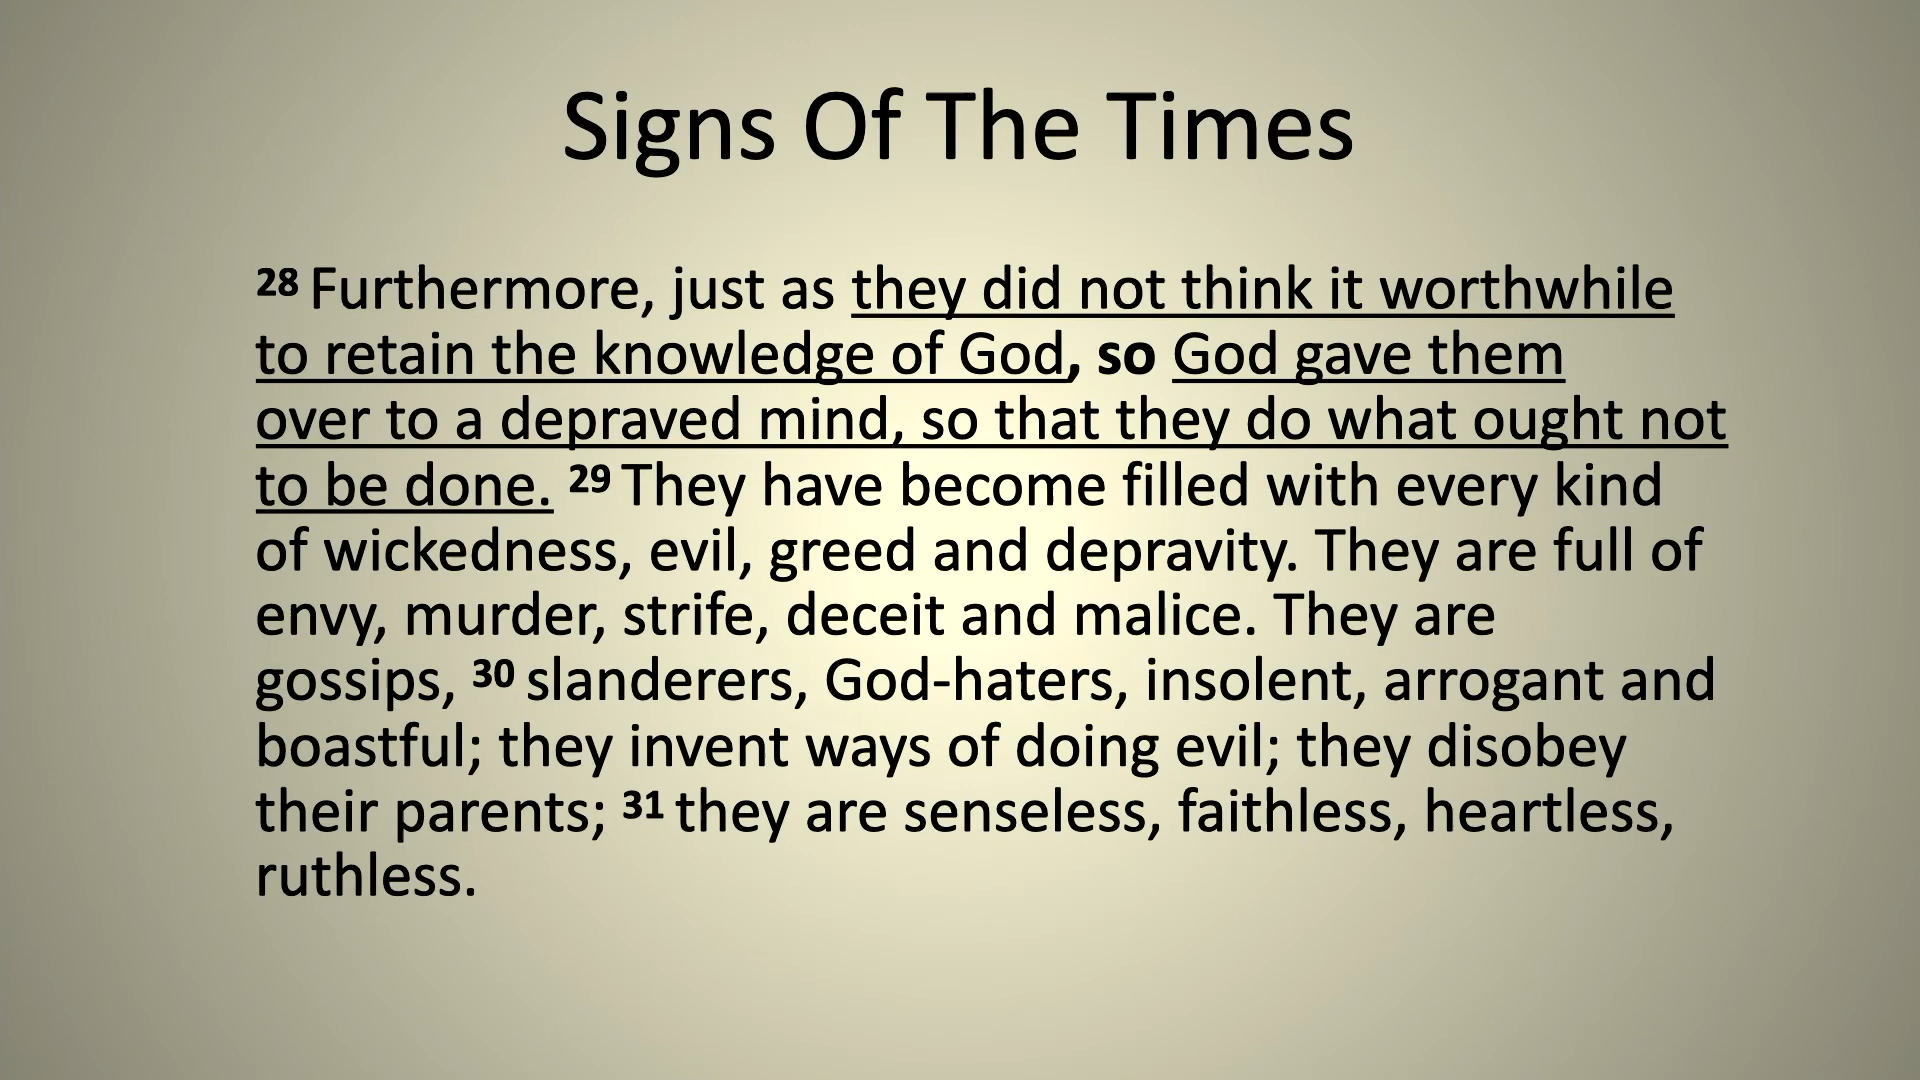 Signs Of The Times
28 Furthermore, just as they did not think it worthwhile
to retain the knowledge of God, so God gave them
over to a depraved mind, so that they do what ought not
to be done. 29 They have become filled with every kind
of wickedness, evil, greed and depravity. They are full of
envy, murder, strife, deceit and malice. They are
gossips, 30 slanderers, God-haters, insolent, arrogant and
boastful; they invent ways of doing evil; they disobey
their parents; 31 they are senseless, faithless, heartless,
ruthless.